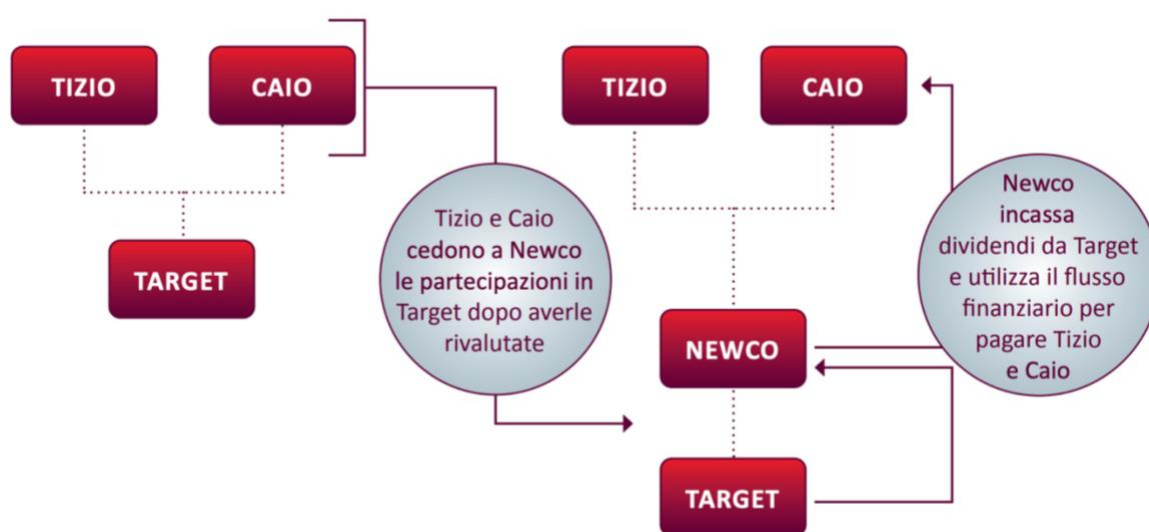 TIZIO
CAIO
TARGET
Tizio e Caio
cedono a Newco
le partecipazioni in
Target dopo averle
rivalutate
TIZIO
CAIO
NEWCO
TARGET
Newco
incassa
dividendi da Target
e utilizza il flusso
finanziario per
pagare Tizio
e Caio